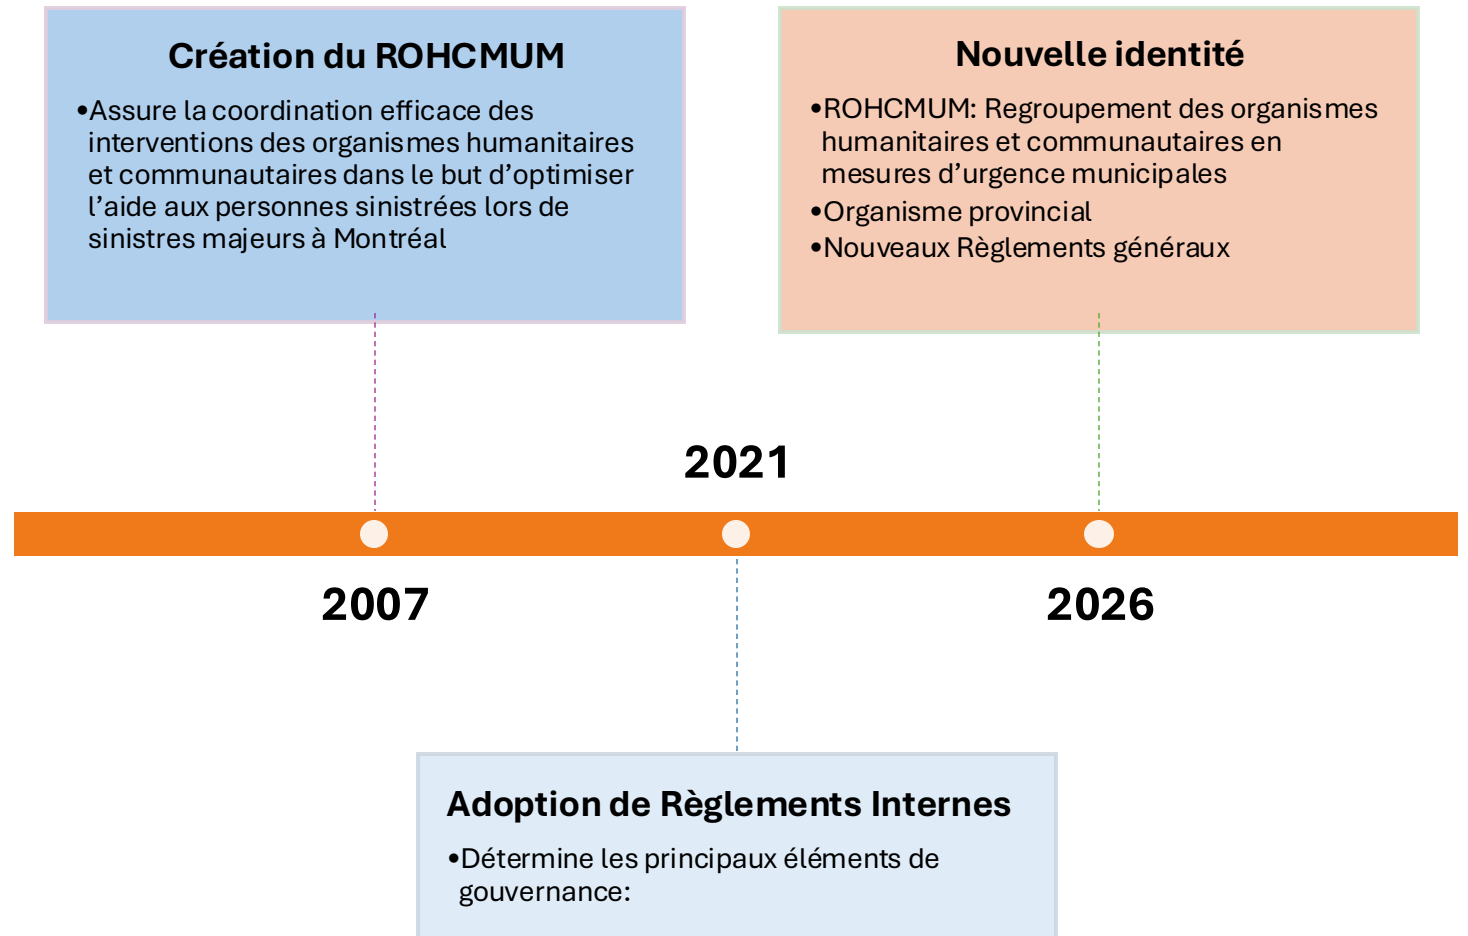 Création du ROHCMUM
•Assure la coordination efficace des
interventions des organismes humanitaires
et communautaires dans le but d’optimiser
l’aide aux personnes sinistrées lors de
sinistres majeurs à Montréal
Nouvelle identité
•ROHCMUM: Regroupement des organismes
humanitaires et communautaires en
mesures d’urgence municipales
•Organisme provincial
•Nouveaux Règlements généraux
2021
2007
2026
Adoption de Règlements Internes
•Détermine les principaux éléments de
gouvernance: